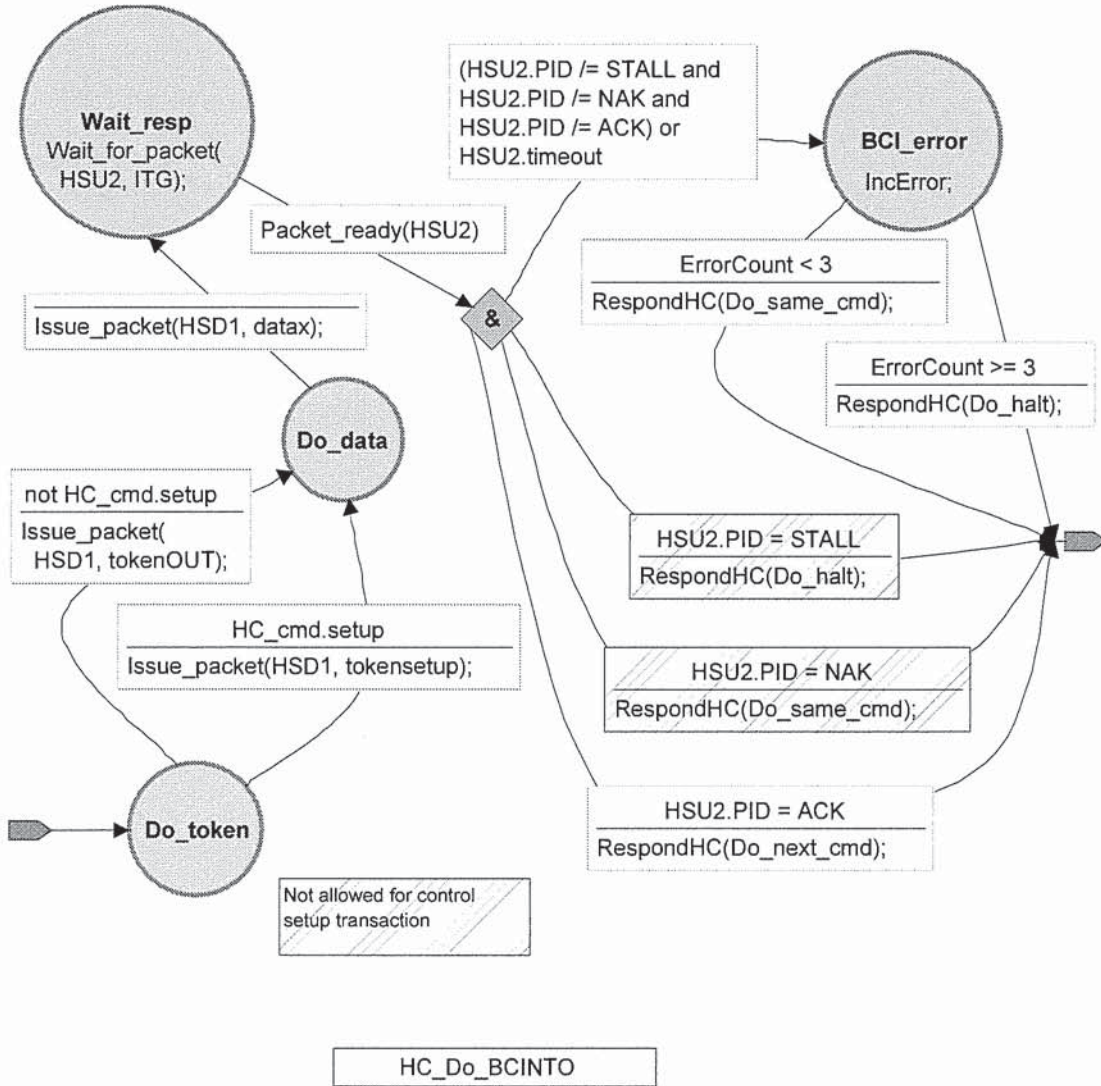 Wait_resp
Wait_for_packet(
HSU2, ITG);
(HSU2.PID /= STALL and
HSU2.PID /= NAK and
HSU2.PID /= ACK) or
HSU2.timeout
BCI_error
IncError;
Packet_ready(HSU2)
&
ErrorCount < 3
RespondHC(Do_same_cmd);
Issue_packet(HSD1, datax);
ErrorCount >= 3
RespondHC(Do_halt);
Do_data
not HC_cmd.setup
Issue_packet(
HSD1, tokenOUT);
HSU2.PID = STALL
RespondHC(Do_halt);
HC_cmd.setup
Issue_packet(HSD1, tokensetup);
HSU2.PID = NAK
RespondHC(Do_same_cmd);
Do_token
HSU2.PID = ACK
RespondHC(Do_next_cmd);
Not allowed for control
setup transaction
HC_Do_BCINTO